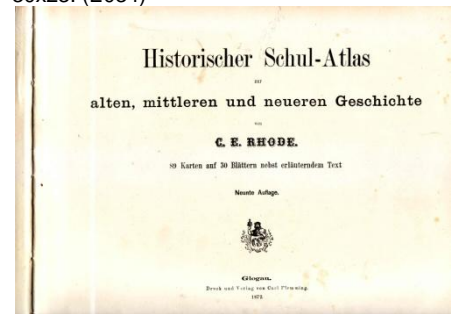 Historischer Schul-Atlas
zur
alten, mittleren und neueren Geschichte
von
C. E. RHODE.
89 Karten auf 30 Blättern nebst erläuterndem Text
Neunte Auflage.
Glogau.
Druck und Verlag von Carl Flemming.